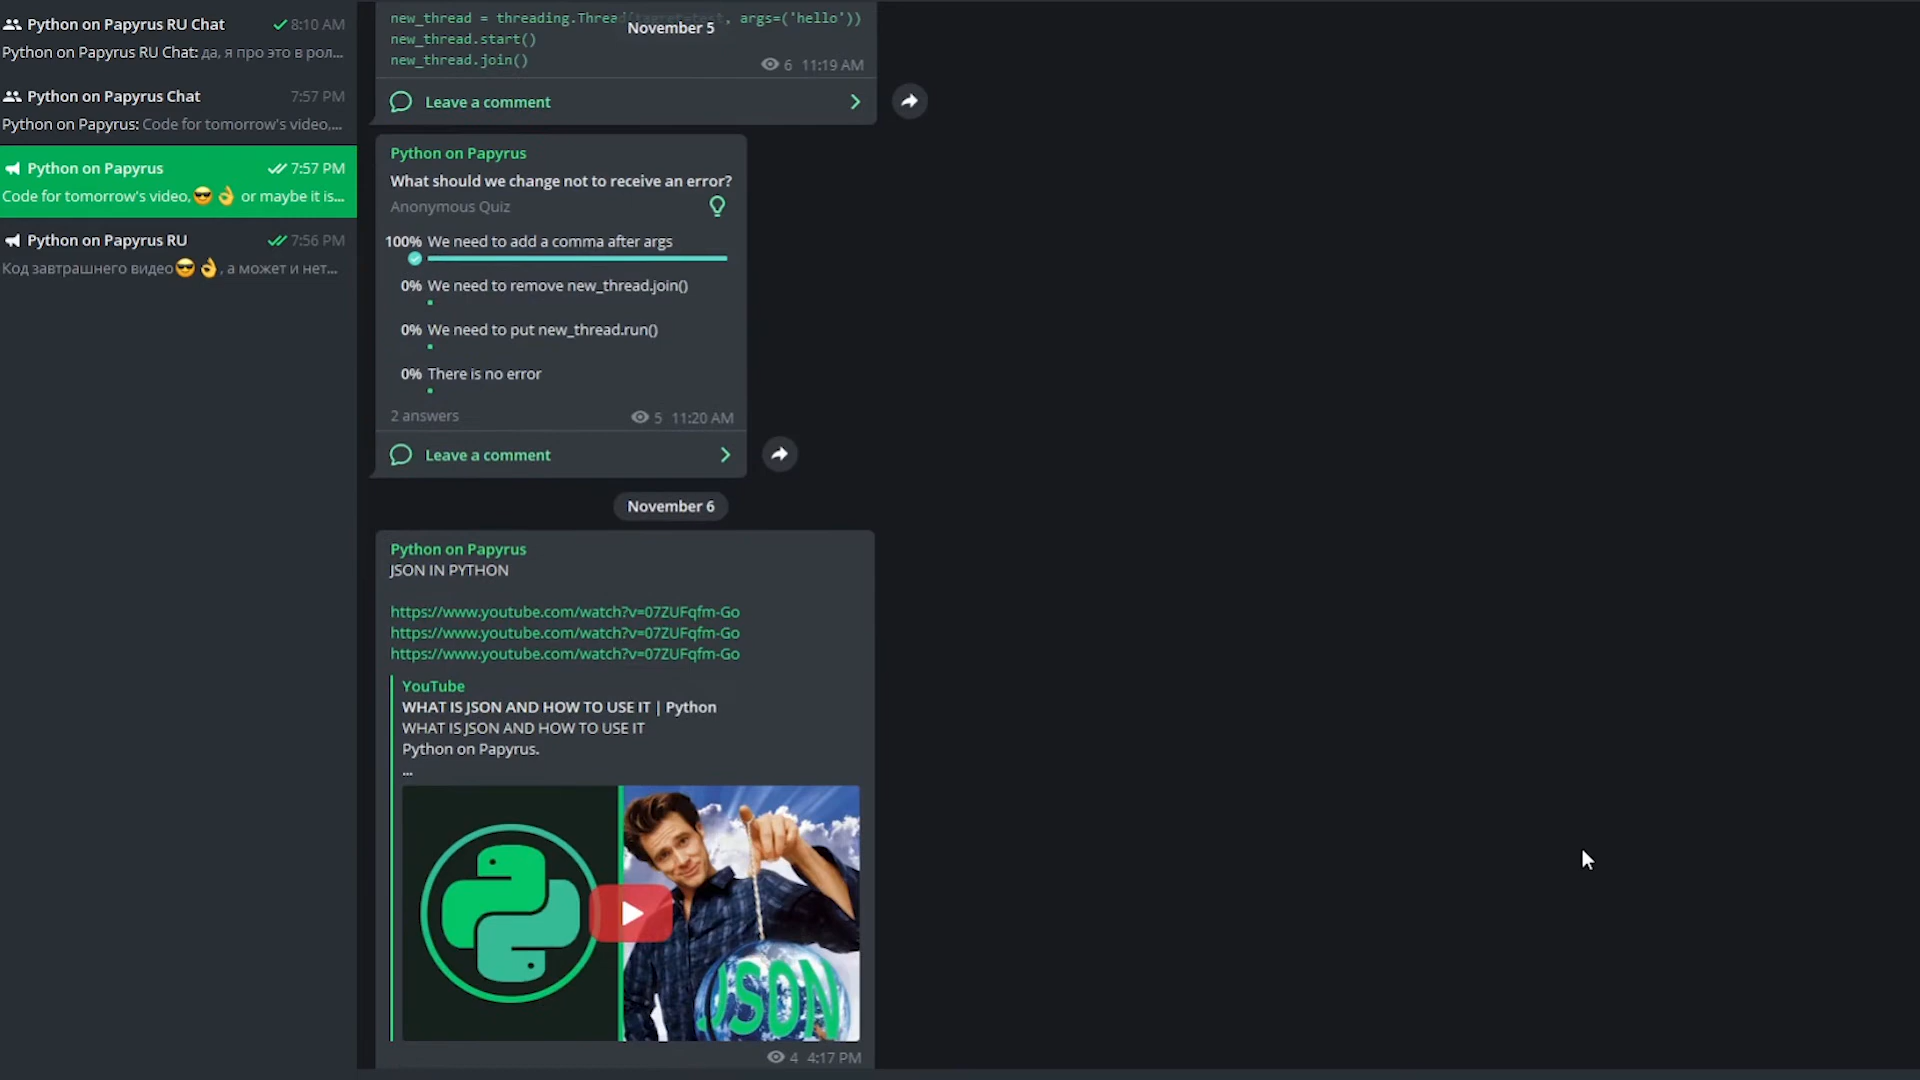 Python on Papyrus RU Chat 8:10 AM
Python on Papyrus RU Chat: да, я про это в рол...
Python on Papyrus Chat 7:57 PM
Python on Papyrus: Code for tomorrow's video,...
Python on Papyrus 7:57 PM
Code for tomorrow's video,😎👌 or maybe it is...
Python on Papyrus RU 7:56 PM
Код завтрашнего видео😎👌, а может и нет...
new_thread = threading.Thread( , args=('hello'))
November 5
new_thread.start()
new_thread.join()
6 11:19 AM
Leave a comment
Python on Papyrus
What should we change not to receive an error?
Anonymous Quiz
100% We need to add a comma after args
0% We need to remove new_thread.join()
0% We need to put new_thread.run()
0% There is no error
2 answers 5 11:20 AM
Leave a comment
November 6
Python on Papyrus
JSON IN PYTHON
https://www.youtube.com/watch?v=07ZUFqfm-Go
https://www.youtube.com/watch?v=07ZUFqfm-Go
https://www.youtube.com/watch?v=07ZUFqfm-Go
YouTube
WHAT IS JSON AND HOW TO USE IT | Python
WHAT IS JSON AND HOW TO USE IT
Python on Papyrus.
...
JSON
4 4:17 PM